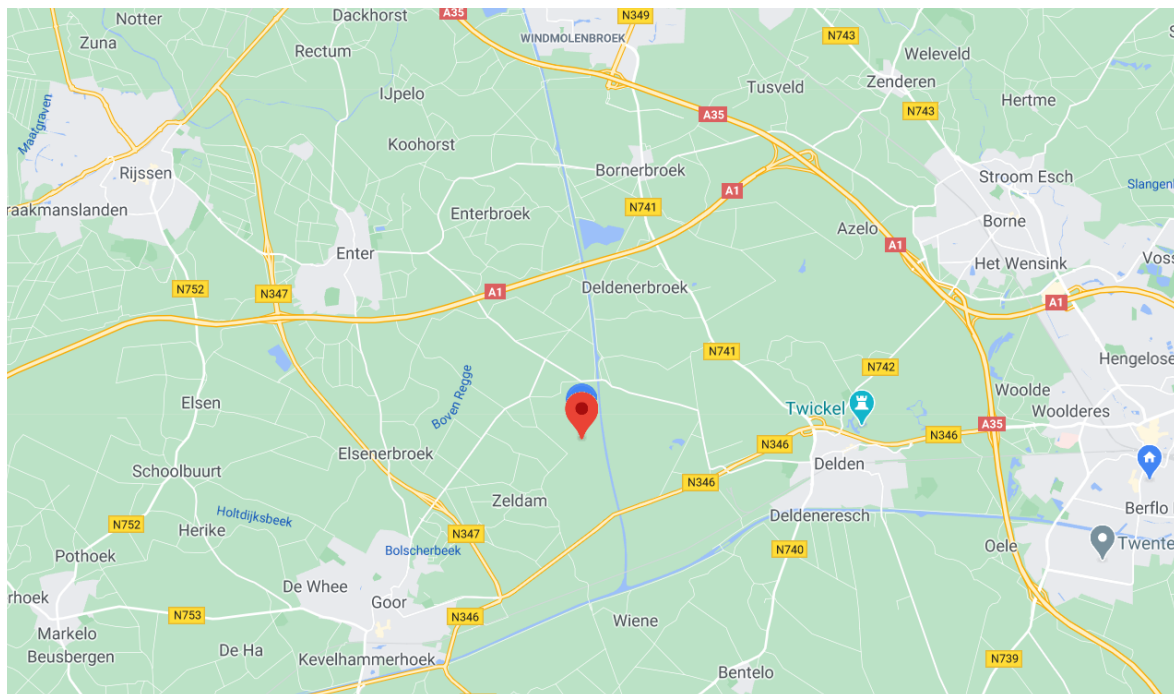 Notter
Dackhorst
A35
N349
WINDMOLENBROEK
N743
Weleveld
Zuna
Rectum
Zenderen
Tusveld
IJpelo
Hertme
Maatgraven
A35
N743
Koohorst
Rijssen
Bornerbroek
Stroom Esch
raakmanslanden
Enterbroek
N741
A1
Azelo
Borne
Enter
A1
Het Wensink
Voss
N752
N347
A1
Deldenerbroek
A1
N741
Hengelose
N742
Woolde
Elsen
Boven Regge
Twickel
Woolderes
A35
N346
N346
Elsenerbroek
Delden
Schoolbuurt
N346
Zeldam
Holtdijksbeek
Deldeneresch
Berflo
N752
Herike
N347
Twente
Oele
Bolscherbeek
N740
Pothoek
De Whee
rhoek
Goor
N753
N346
Wiene
Markelo
De Ha
Beusbergen
Kevelhammerhoek
N739
Bentelo